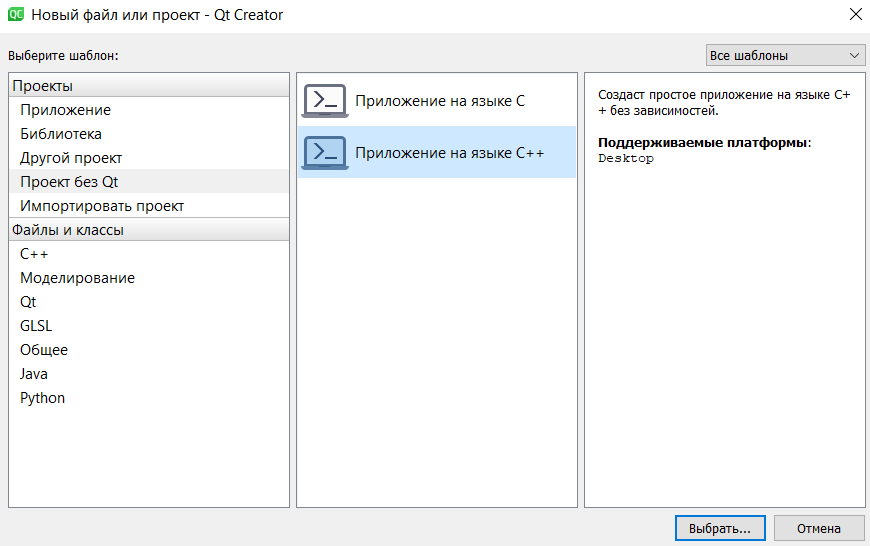 QC Новый файл или проект - Qt Creator
Выберите шаблон:
Все шаблоны
Проекты
Приложение
Библиотека
Другой проект
Проект без Qt
Импортировать проект
Файлы и классы
C++
Моделирование
Qt
GLSL
Общее
Java
Python
Приложение на языке C
Приложение на языке C++
Создаст простое приложение на языке C+
+ без зависимостей.
Поддерживаемые платформы:
Desktop
Выбрать...
Отмена